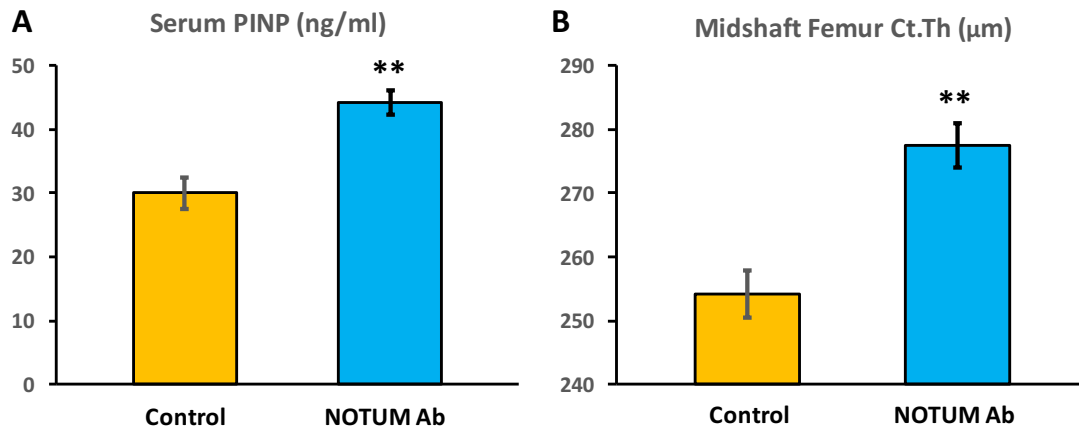 A
Serum PINP (ng/ml)
50
40
30
20
10
0
**
Control
NOTUM Ab
B
Midshaft Femur Ct.Th (μm)
290
280
270
260
250
240
**
Control
NOTUM Ab